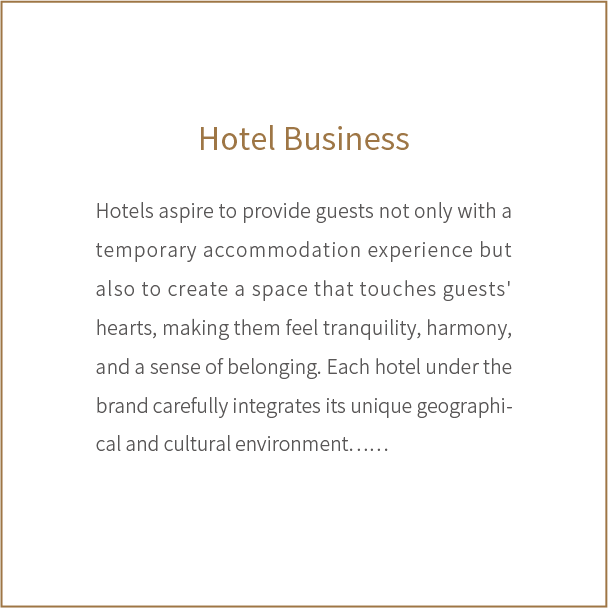 Hotel Business
Hotels aspire to provide guests not only with a
temporary accommodation experience but
also to create a space that touches guests'
hearts, making them feel tranquility, harmony,
and a sense of belonging. Each hotel under the
brand carefully integrates its unique geographi-
cal and cultural environment……